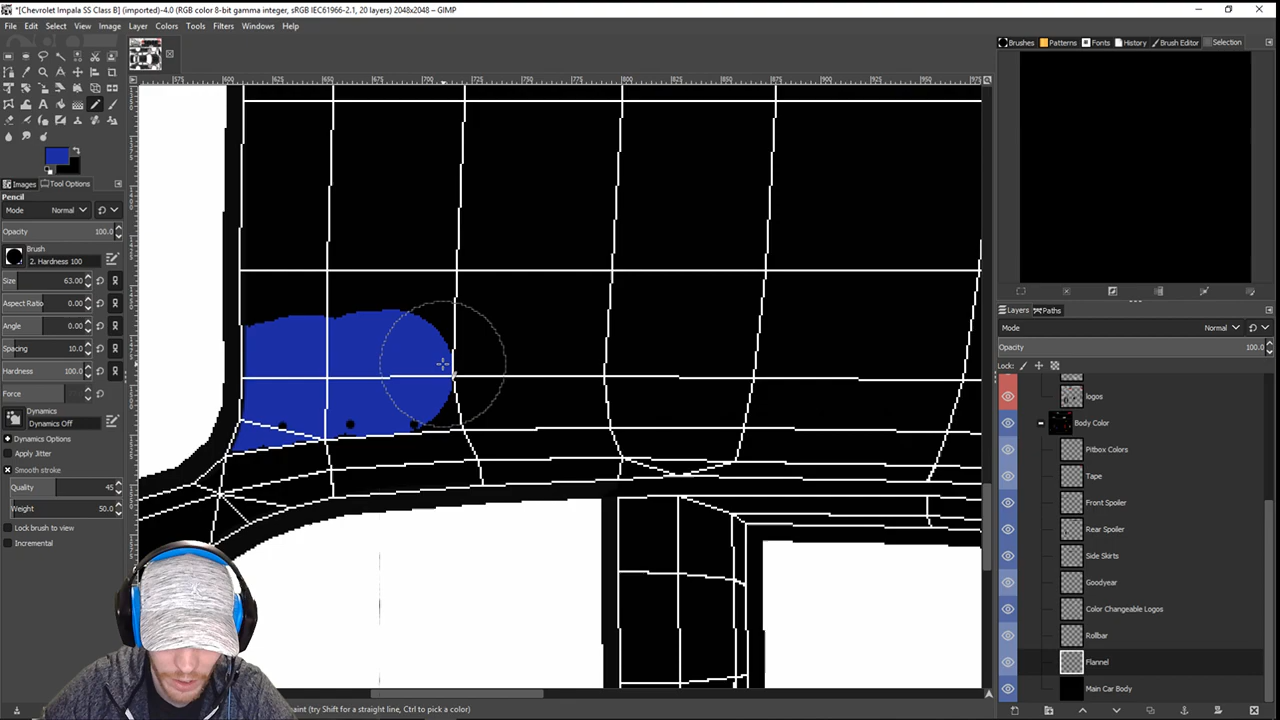 *[Chevrolet Impala SS Class B] (imported)-4.0 (RGB color 8-bit gamma integer, sRGB IEC61966-2.1, 20 layers) 2048x2048 – GIMP
File Edit Select View Image Layer Colors Tools Filters Windows Help
Brushes Patterns Fonts History Brush Editor Selection
Images Tool Options
Pencil
Mode Normal
Opacity 100.0
Brush
2. Hardness 100
Size 63.00
Aspect Ratio 0.00
Angle 0.00
Spacing 10.0
Hardness 100.0
Force
Dynamics
Dynamics Off
Dynamics Options
Apply Jitter
Smooth stroke
Quality 45
Weight 50.0
Lock brush to view
Incremental
Layers Paths
Mode Normal
Opacity 100.0
Lock:
logos
Body Color
Pitbox Colors
Tape
Front Spoiler
Rear Spoiler
Side Skirts
Goodyear
Color Changeable Logos
Rollbar
Flannel
Main Car Body
paint (try Shift for a straight line, Ctrl to pick a color)